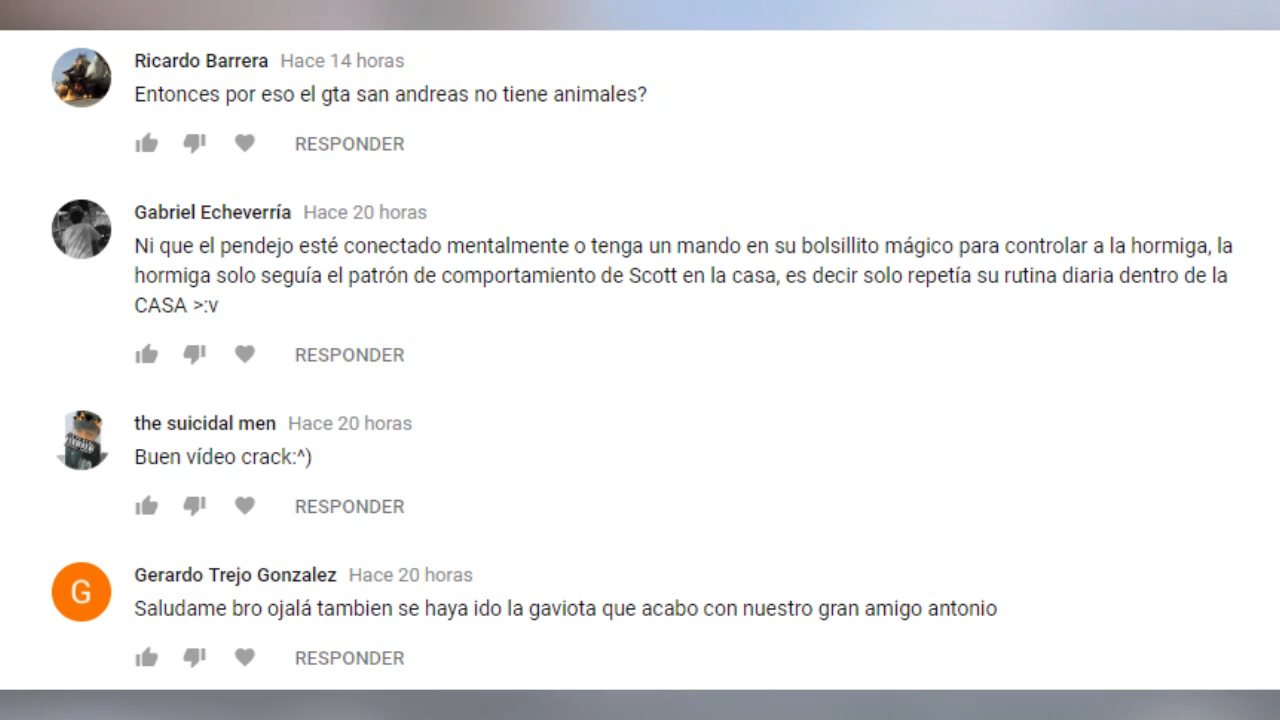 Ricardo Barrera Hace 14 horas
Entonces por eso el gta san andreas no tiene animales?
RESPONDER
Gabriel Echeverría Hace 20 horas
Ni que el pendejo esté conectado mentalmente o tenga un mando en su bolsillito mágico para controlar a la hormiga, la
hormiga solo seguía el patrón de comportamiento de Scott en la casa, es decir solo repetía su rutina diaria dentro de la
CASA >:v
RESPONDER
the suicidal men Hace 20 horas
Buen vídeo crack:^)
RESPONDER
G
Gerardo Trejo Gonzalez Hace 20 horas
Saludame bro ojalá tambien se haya ido la gaviota que acabo con nuestro gran amigo antonio
RESPONDER